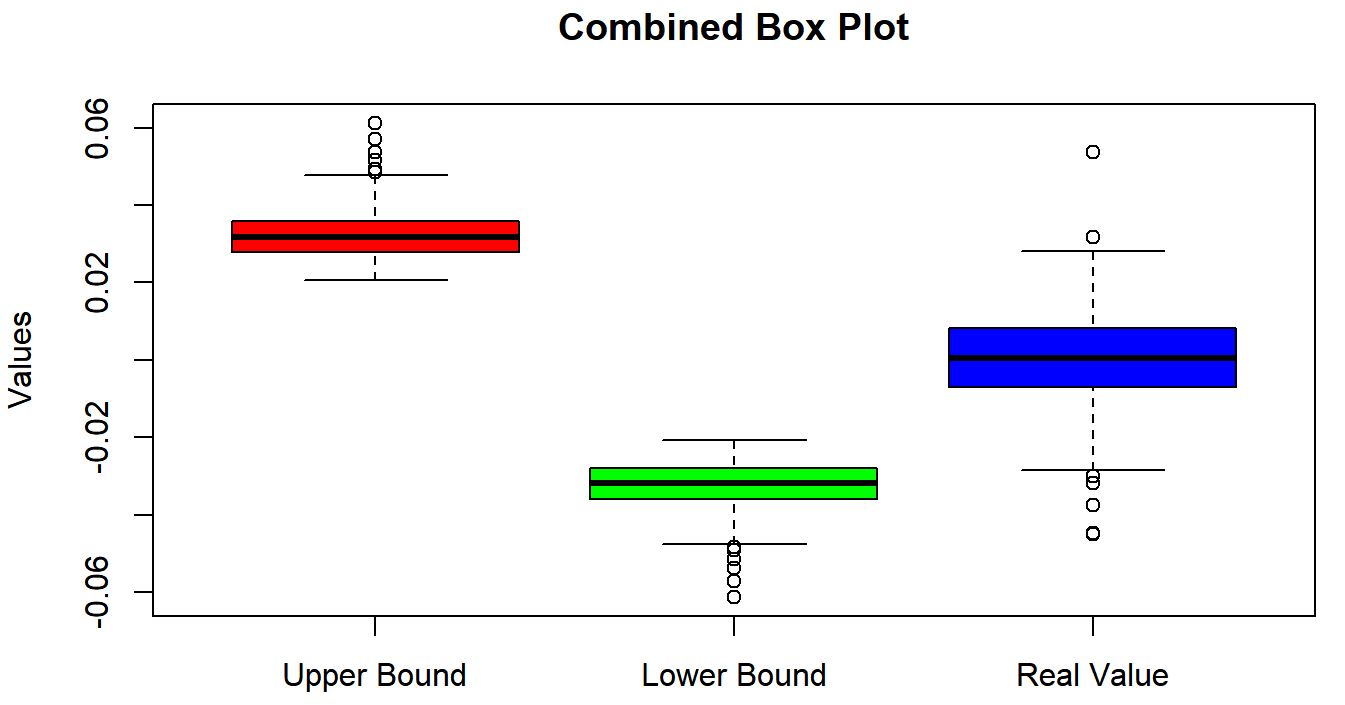 Combined Box Plot
Values
0.06
0.02
-0.02
-0.06
Upper Bound
Lower Bound
Real Value